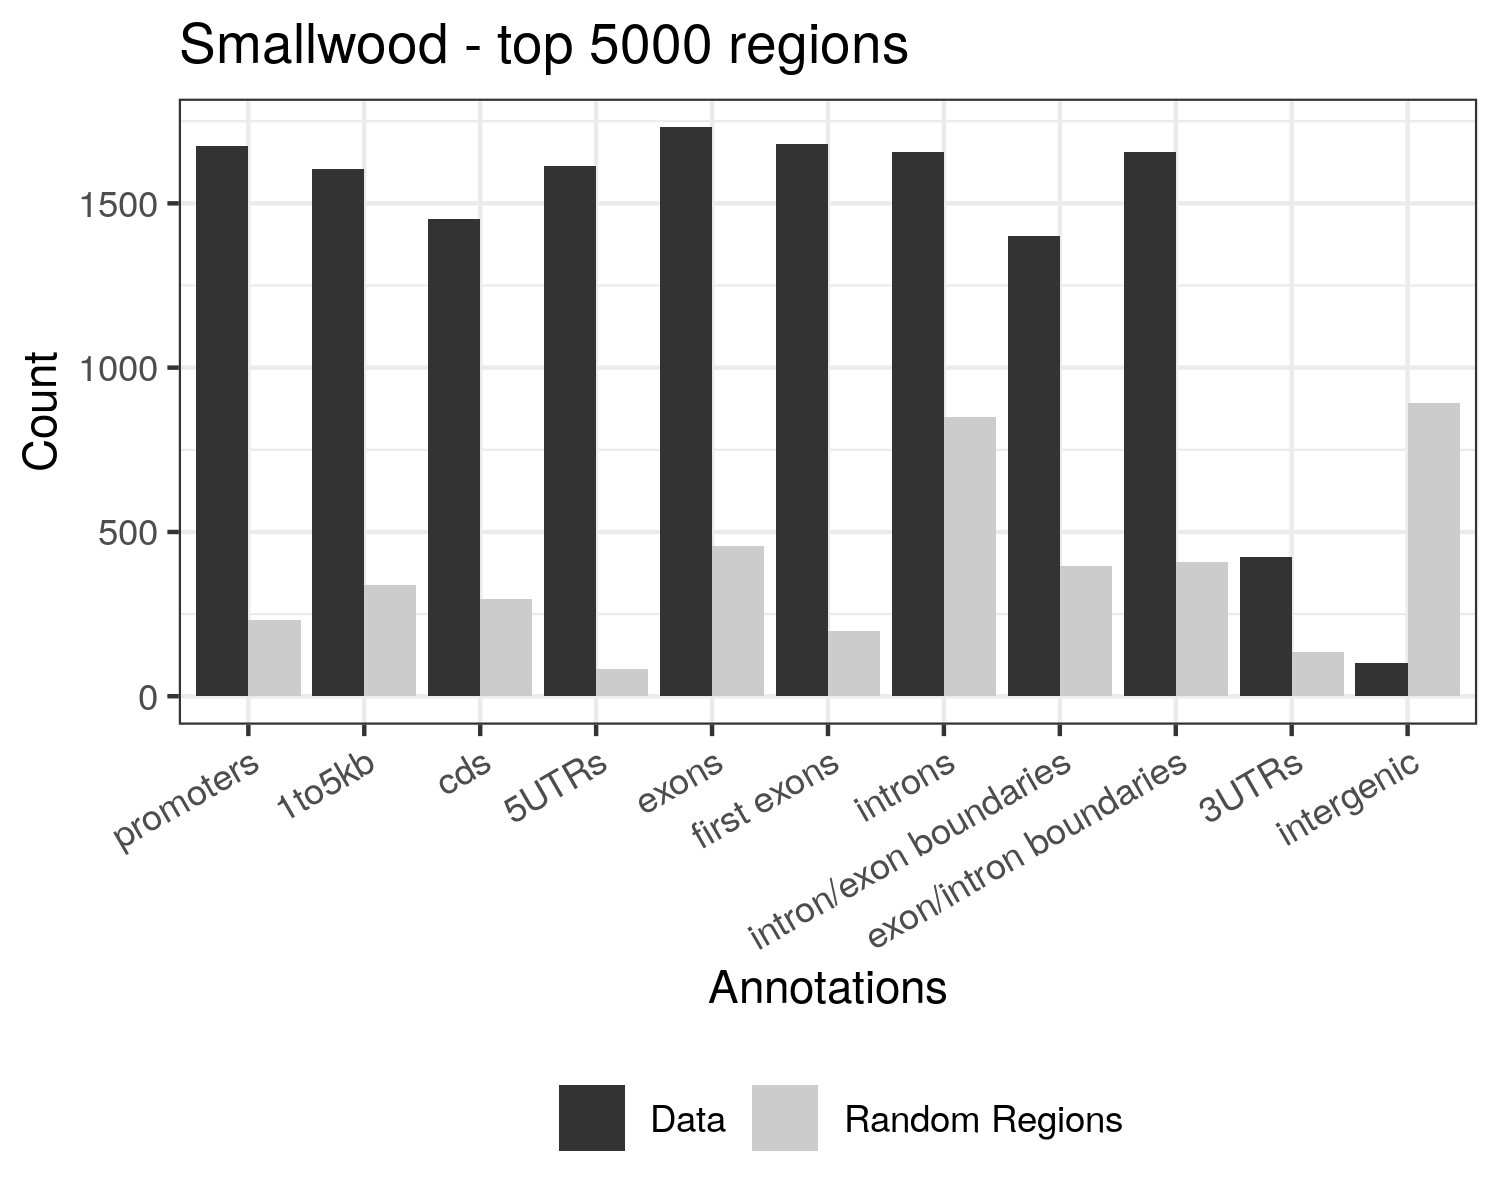 Smallwood - top 5000 regions
Count
1500
1000
500
0
promoters
1to5kb
cds
5UTRs
exons
first exons
introns
intron/exon boundaries
exon/intron boundaries
3UTRs
intergenic
Annotations
Data
Random Regions